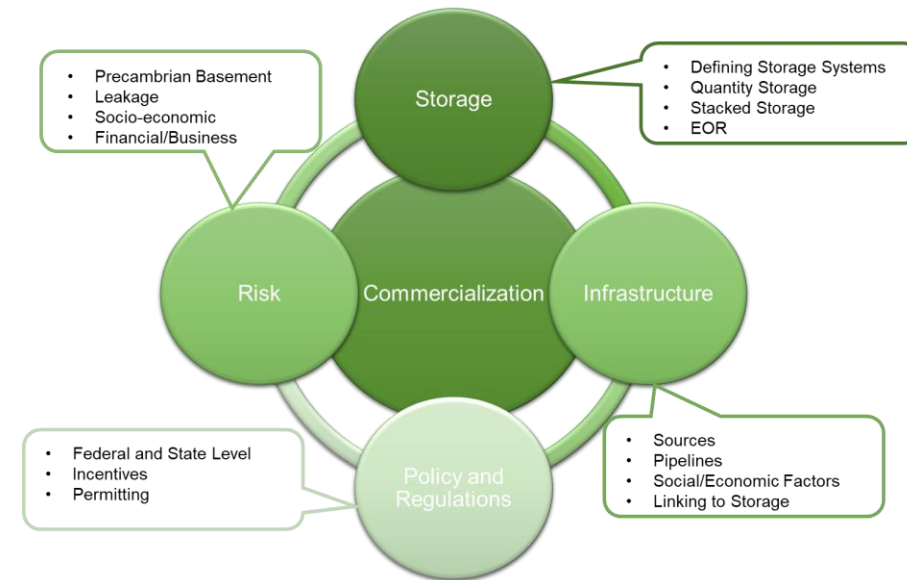 Storage
• Precambrian Basement
• Leakage
• Socio-economic
• Financial/Business
• Defining Storage Systems
• Quantity Storage
• Stacked Storage
• EOR
Risk
Commercialization
Infrastructure
• Federal and State Level
• Incentives
• Permitting
Policy and
Regulations
• Sources
• Pipelines
• Social/Economic Factors
• Linking to Storage